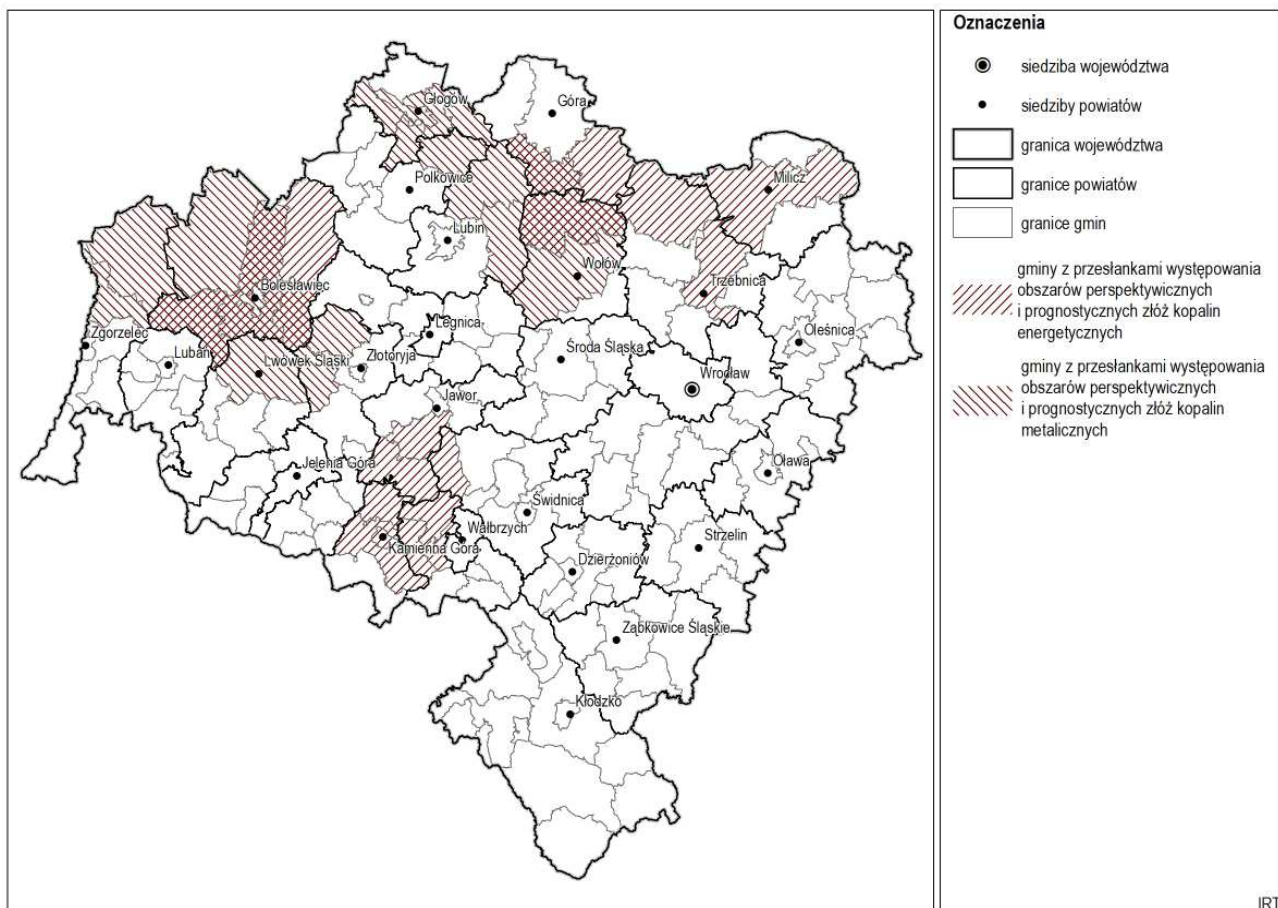 Głogów
Góra
Polkowice
Milicz
Lubin
Wołów
Bolesławiec
Trzebnica
Legnica
Oleśnica
Zgorzelec
Lubań
Lwówek Śląski
Złotoryja
Środa Śląska
Wrocław
Jawor
Jelenia Góra
Oława
Świdnica
Wałbrzych
Strzelin
Kamienna Góra
Dzierżoniów
Ząbkowice Śląskie
Kłodzko
Oznaczenia
siedziba województwa
siedziby powiatów
granica województwa
granice powiatów
granice gmin
gminy z przesłankami występowania
obszarów perspektywicznych
i prognostycznych złóż kopalin
energetycznych
gminy z przesłankami występowania
obszarów perspektywicznych
i prognostycznych złóż kopalin
metalicznych
IRT